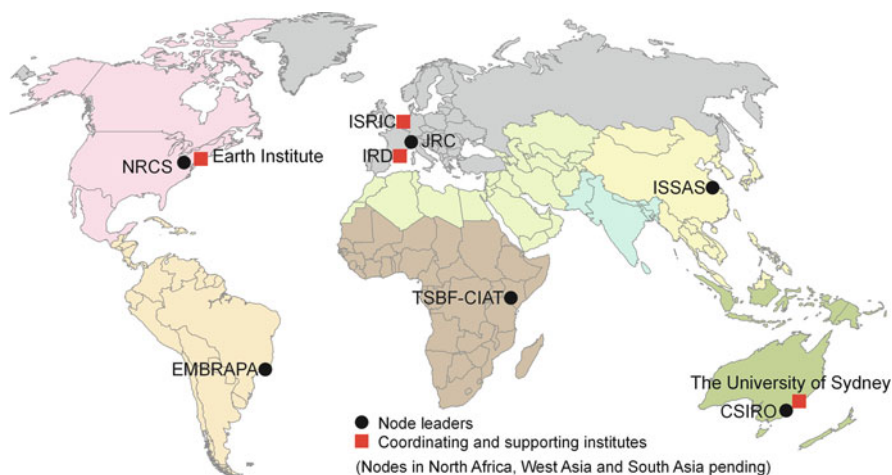 ISRIC
JRC
IRD
NRCS
Earth Institute
ISSAS
TSBF-CIAT
EMBRAPA
The University of Sydney
CSIRO
Node leaders
Coordinating and supporting institutes
(Nodes in North Africa, West Asia and South Asia pending)